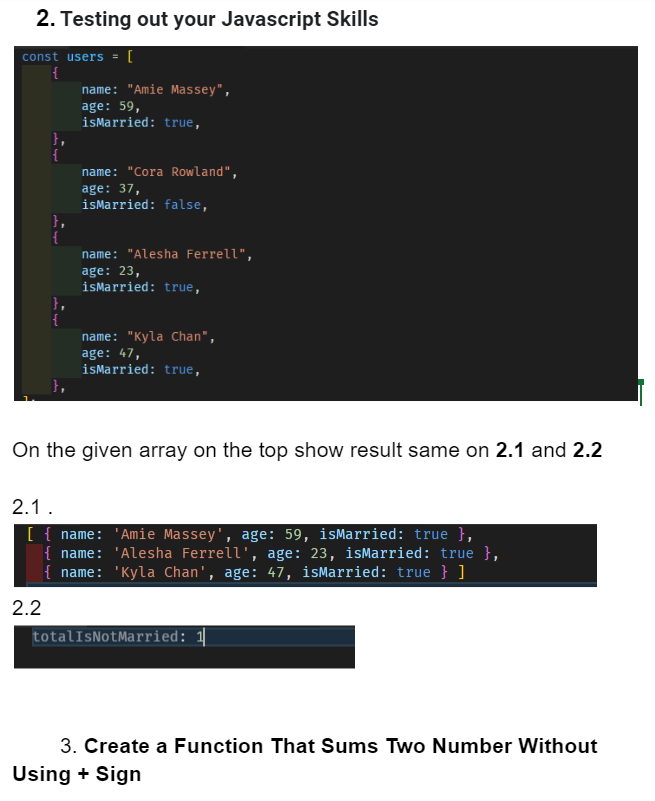 2. Testing out your Javascript Skills
const users = [
{
name: "Amie Massey",
age: 59,
isMarried: true,
},
{
name: "Cora Rowland",
age: 37,
isMarried: false,
},
{
name: "Alesha Ferrell",
age: 23,
isMarried: true,
},
{
name: "Kyla Chan",
age: 47,
isMarried: true,
},
];
On the given array on the top show result same on 2.1 and 2.2
2.1 .
[ { name: 'Amie Massey', age: 59, isMarried: true },
{ name: 'Alesha Ferrell', age: 23, isMarried: true },
{ name: 'Kyla Chan', age: 47, isMarried: true } ]
2.2
totalIsNotMarried: 1
3. Create a Function That Sums Two Number Without
Using + Sign